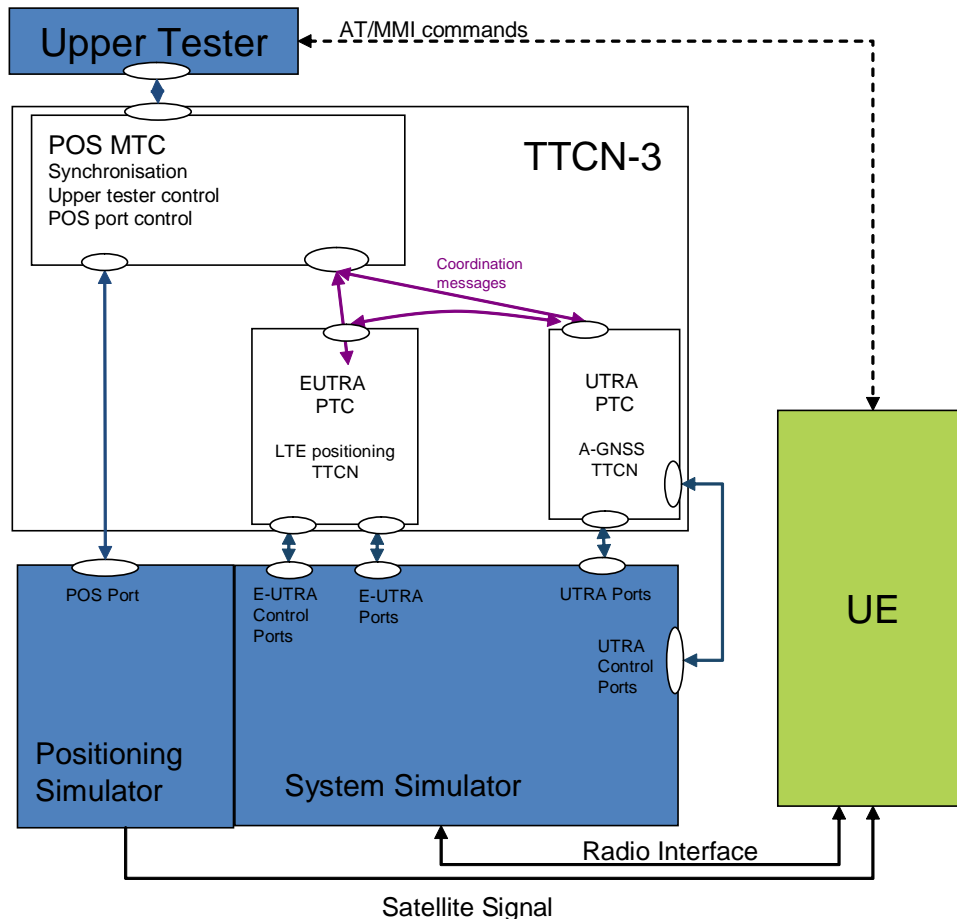 Upper Tester
AT/MMI commands
POS MTC
Synchronisation
Upper tester control
POS port control
TTCN-3
Coordination
messages
EUTRA
PTC
LTE positioning
TTCN
UTRA
PTC
A-GNSS
TTCN
POS Port
E-UTRA
Control
Ports
E-UTRA
Ports
UTRA Ports
UTRA
Control
Ports
UE
Positioning
Simulator
System Simulator
Radio Interface
Satellite Signal